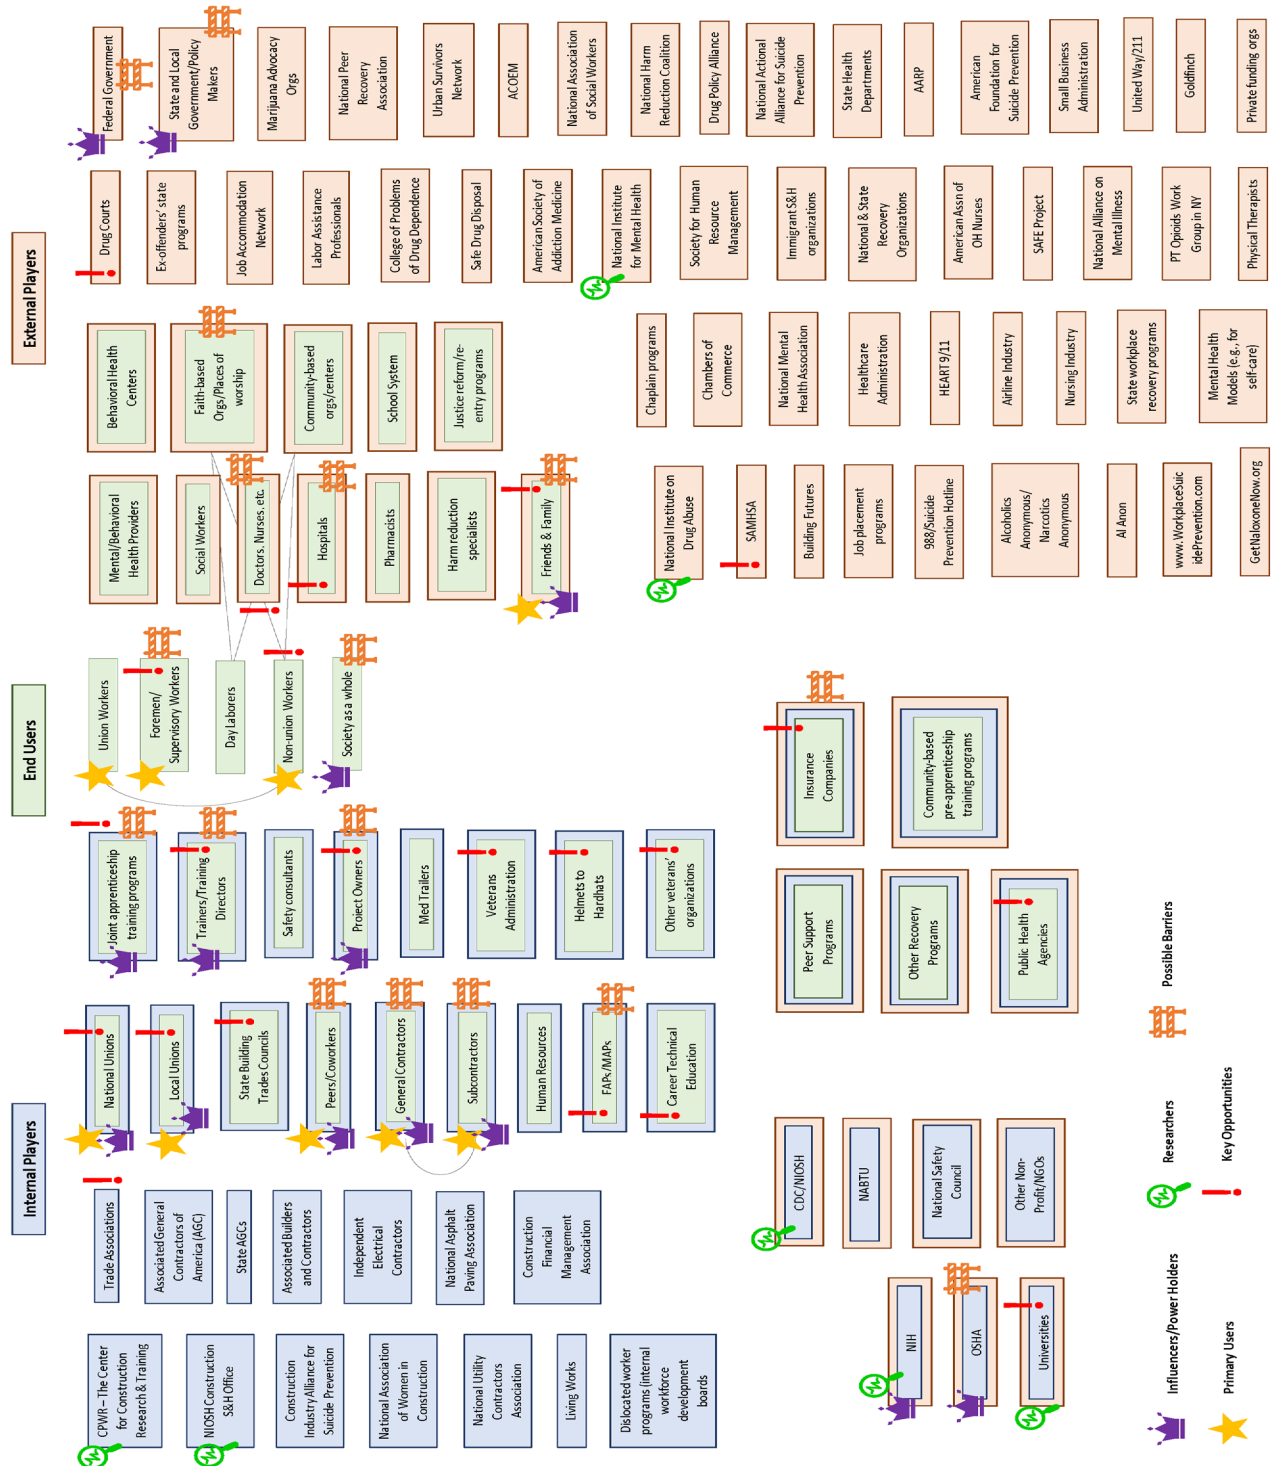 Internal Players
End Users
External Players
CPWR – The Center
for Construction
Research & Training
NIOSH Construction
S&H Office
Construction
Industry Alliance for
Suicide Prevention
National Association
of Women in
Construction
National Utility
Contractors
Association
Living Works
Dislocated worker
programs (internal
workforce
development
boards
Trade Associations
Associated General
Contractors of
America (AGC)
State AGCs
Associated Builders
and Contractors
Independent
Electrical
Contractors
National Asphalt
Paving Association
Construction
Financial
Management
Association
National Unions
Local Unions
State Building
Trades Councils
Peers/Coworkers
General Contractors
Subcontractors
Human Resources
FAPs/MAPs
Career Technical
Education
Joint apprenticeship
training programs
Trainers/Training
Directors
Safety consultants
Project Owners
Med Trailers
Veterans
Administration
Helmets to
Hardhats
Other veterans'
organizations
Union Workers
Foremen/
Supervisory Workers
Day Laborers
Non-union Workers
Society as a whole
Mental/Behavioral
Health Providers
Social Workers
Doctors, Nurses, etc.
Hospitals
Pharmacists
Harm reduction
specialists
Friends & Family
Behavioral Health
Centers
Faith-based
Orgs/Places of
worship
Community-based
orgs/centers
School System
Justice reform/re-
entry programs
Drug Courts
Ex-offenders' state
programs
Job Accommodation
Network
Labor Assistance
Professionals
College of Problems
of Drug Dependence
Safe Drug Disposal
American Society of
Addiction Medicine
National Institute
for Mental Health
Society for Human
Resource
Management
Immigrant S&H
organizations
National & State
Recovery
Organizations
American Assn of
OH Nurses
SAFE Project
National Alliance on
Mental Illness
PT Opioids Work
Group in NY
Physical Therapists
Federal Government
State and Local
Government/Policy
Makers
Marijuana Advocacy
Orgs
National Peer
Recovery
Association
Urban Survivors
Network
ACOEM
National Association
of Social Workers
National Harm
Reduction Coalition
Drug Policy Alliance
National Actional
Alliance for Suicide
Prevention
State Health
Departments
AARP
American
Foundation for
Suicide Prevention
Small Business
Administration
United Way/211
Goldfinch
Private funding orgs
Chaplain programs
Chambers of
Commerce
National Mental
Health Association
Healthcare
Administration
HEART 9/11
Airline Industry
Nursing Industry
State workplace
recovery programs
Mental Health
Models (e.g., for
self-care)
National Institute on
Drug Abuse
SAMHSA
Building Futures
Job placement
programs
988/Suicide
Prevention Hotline
Alcoholics
Anonymous/
Narcotics
Anonymous
Al Anon
www.WorkplaceSuic
idePrevention.com
GetNaloxoneNow.org
Insurance
Companies
Community-based
pre-apprenticeship
training programs
Peer Support
Programs
Other Recovery
Programs
Public Health
Agencies
CDC/NIOSH
NABTU
National Safety
Council
Other Non-
Profit/NGOs
NIH
OSHA
Universities
Influencers/Power Holders
Researchers
Possible Barriers
Primary Users
Key Opportunities